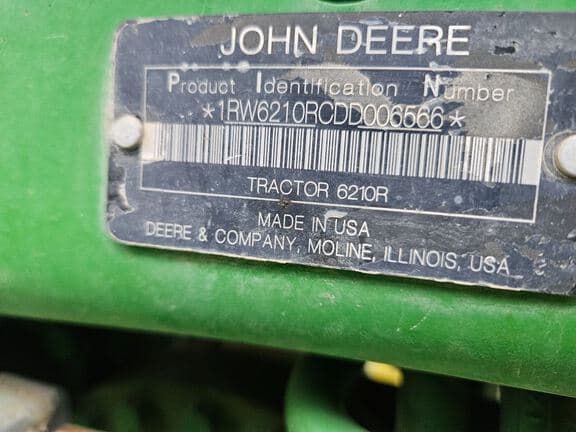 JOHN DEERE
Product Identification Number
*1RW6210RCDD006566*
TRACTOR 6210R
MADE IN USA
DEERE & COMPANY, MOLINE, ILLINOIS, USA